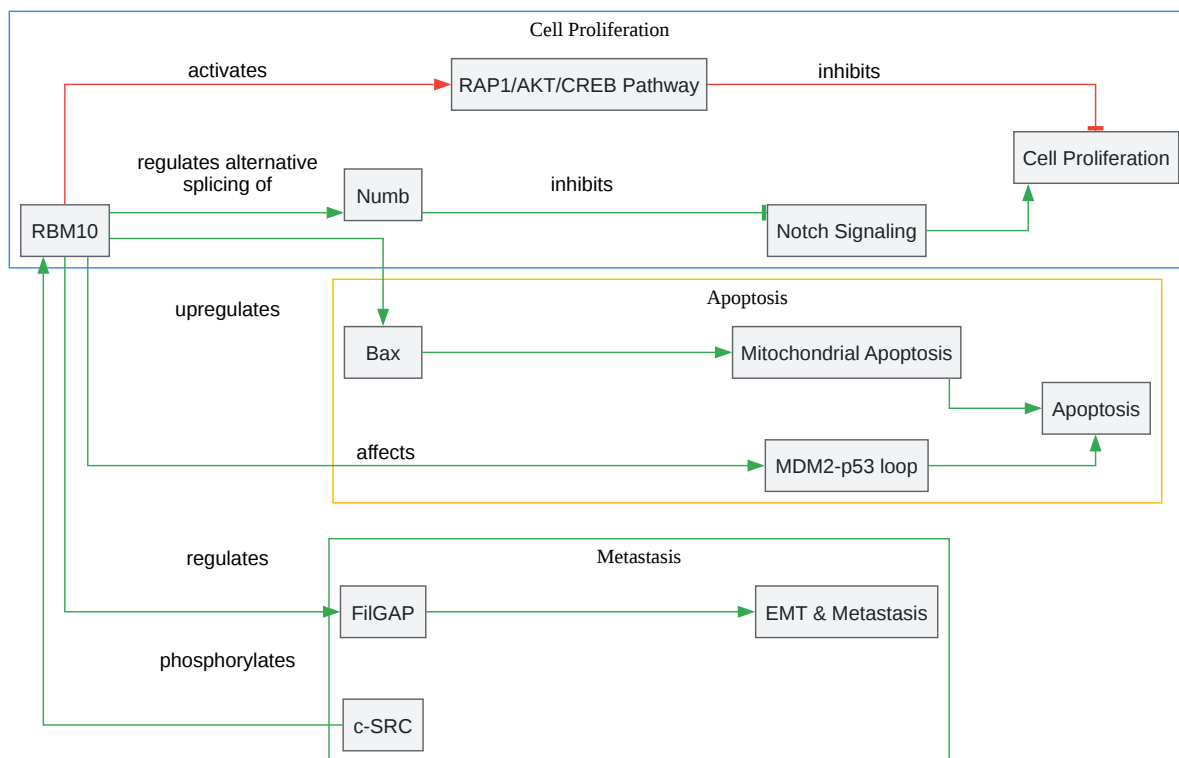 Cell Proliferation
activates
RAP1/AKT/CREB Pathway
inhibits
Cell Proliferation
regulates alternative
splicing of
Numb
inhibits
RBM10
Notch Signaling
upregulates
Apoptosis
Bax
Mitochondrial Apoptosis
Apoptosis
affects
MDM2-p53 loop
regulates
Metastasis
FilGAP
EMT & Metastasis
phosphorylates
c-SRC